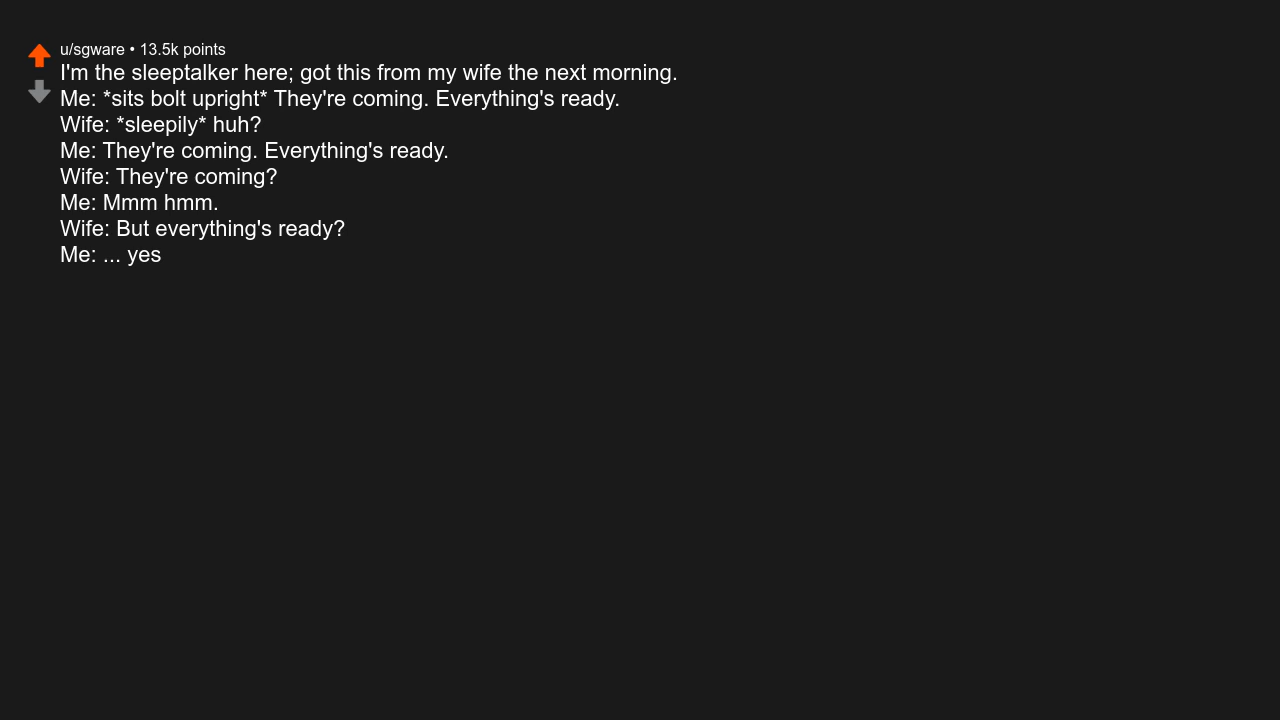 u/sgware • 13.5k points
I'm the sleeptalker here; got this from my wife the next morning.
Me: *sits bolt upright* They're coming. Everything's ready.
Wife: *sleepily* huh?
Me: They're coming. Everything's ready.
Wife: They're coming?
Me: Mmm hmm.
Wife: But everything's ready?
Me: ... yes